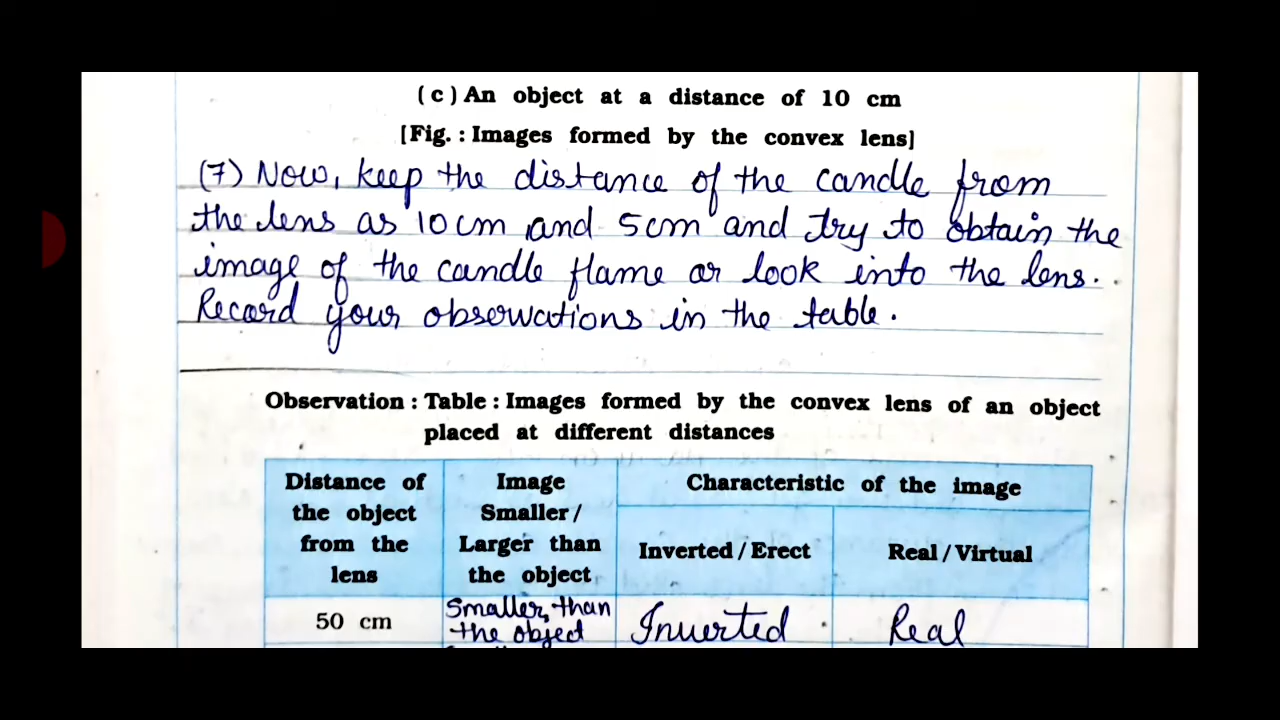 (c) An object at a distance of 10 cm
[Fig. : Images formed by the convex lens]
(7) Now, keep the distance of the candle from
the lens as 10 cm and 5cm and try to obtain the
image of the candle flame or look into the lens.
Record your observations in the table.
Observation : Table : Images formed by the convex lens of an object
placed at different distances
Distance of
the object
from the
lens
Image
Smaller /
Larger than
the object
Characteristic of the image
Inverted / Erect
Real / Virtual
50 cm
Smaller than
the object
Inverted
Real